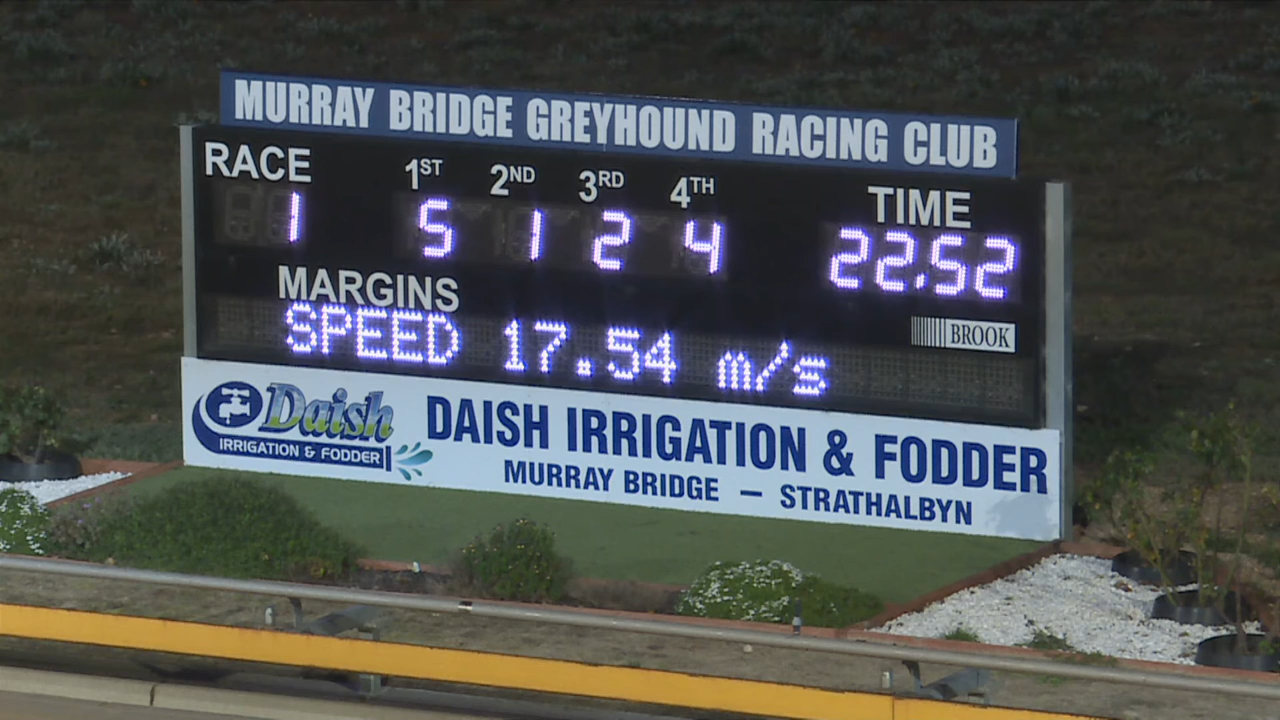 MURRAY BRIDGE GREYHOUND RACING CLUB
RACE 1ST 2ND 3RD 4TH TIME
1 5 1 2 4 22.52
MARGINS
SPEED 17.54 m/s
BROOK
Daish
IRRIGATION & FODDER
DAISH IRRIGATION & FODDER
MURRAY BRIDGE – STRATHALBYN